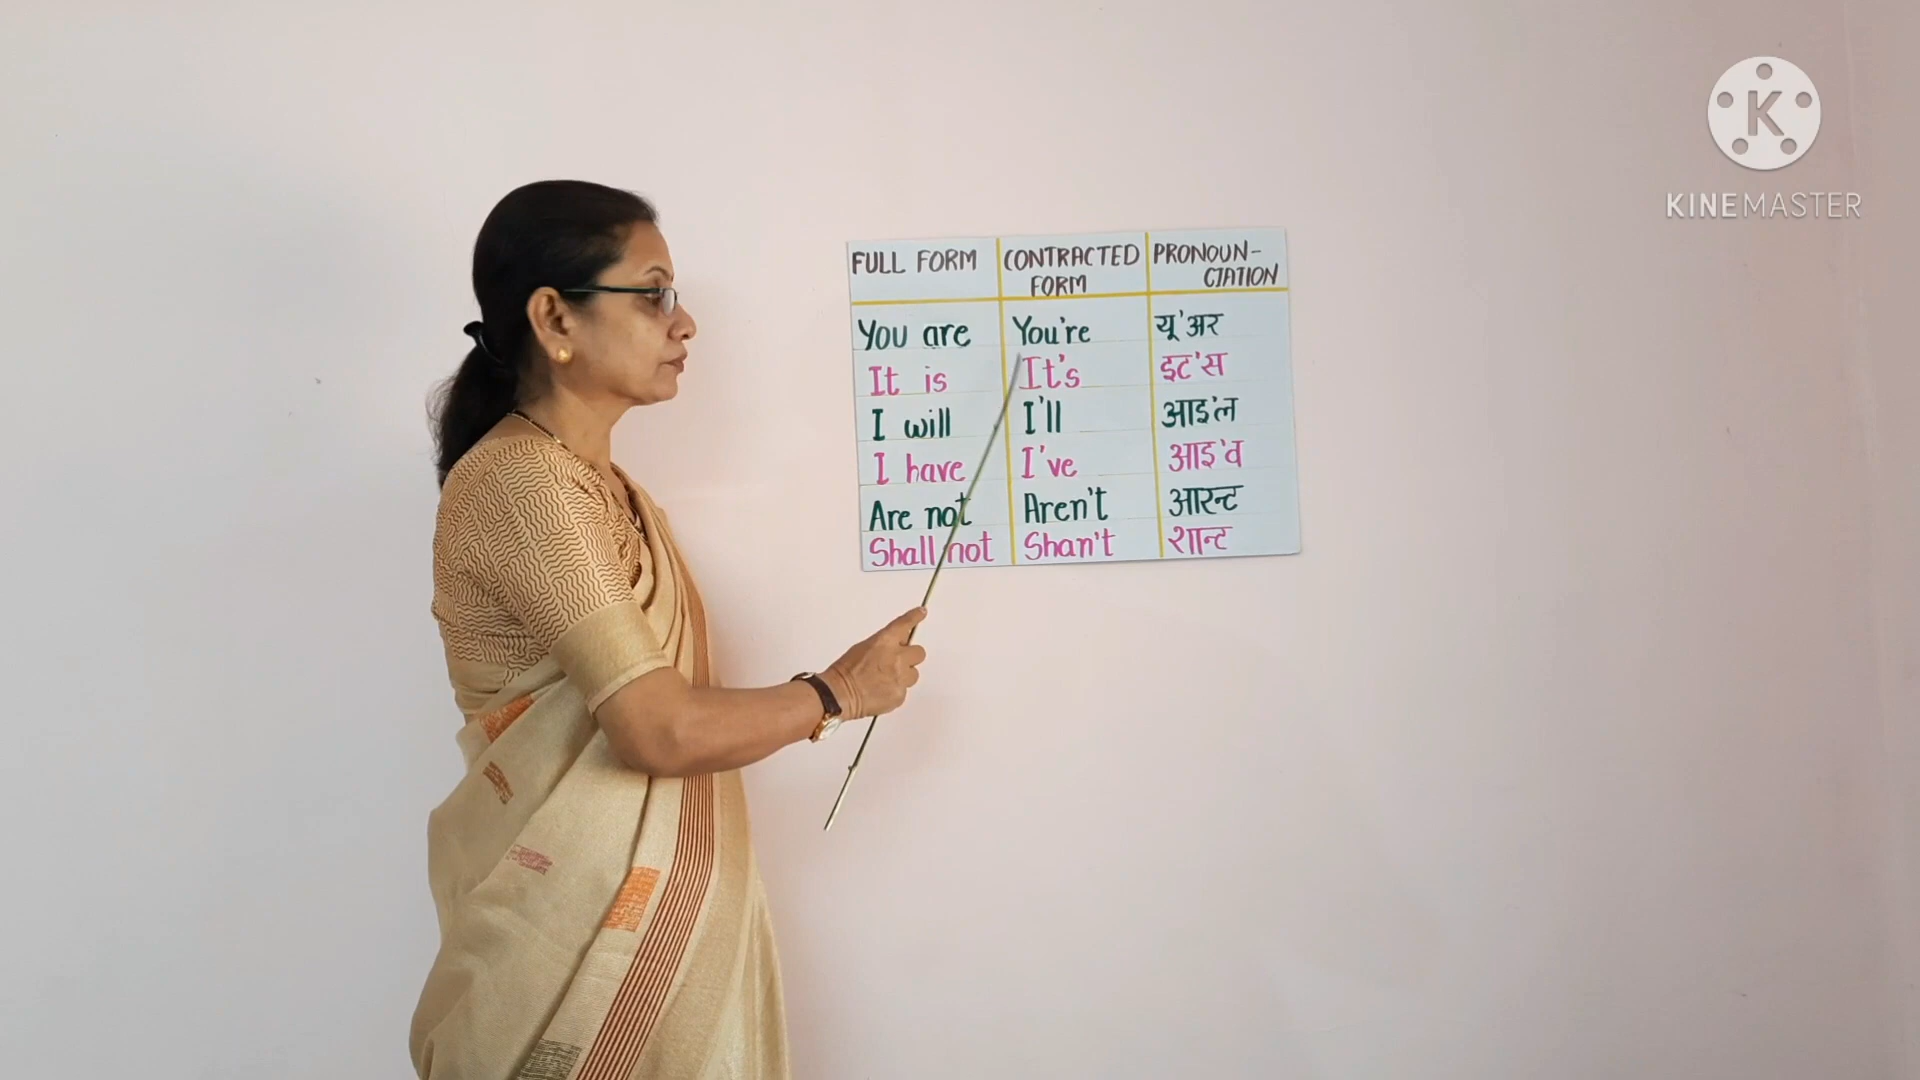 FULL FORM CONTRACTED FORM PRONOUN-CIATION
You are You're यू'अर
It is It's इट'स
I will I'll आइ'ल
I have I've आइ'व
Are not Aren't आरन्ट
Shall not Shan't शान्ट
K
KINEMASTER